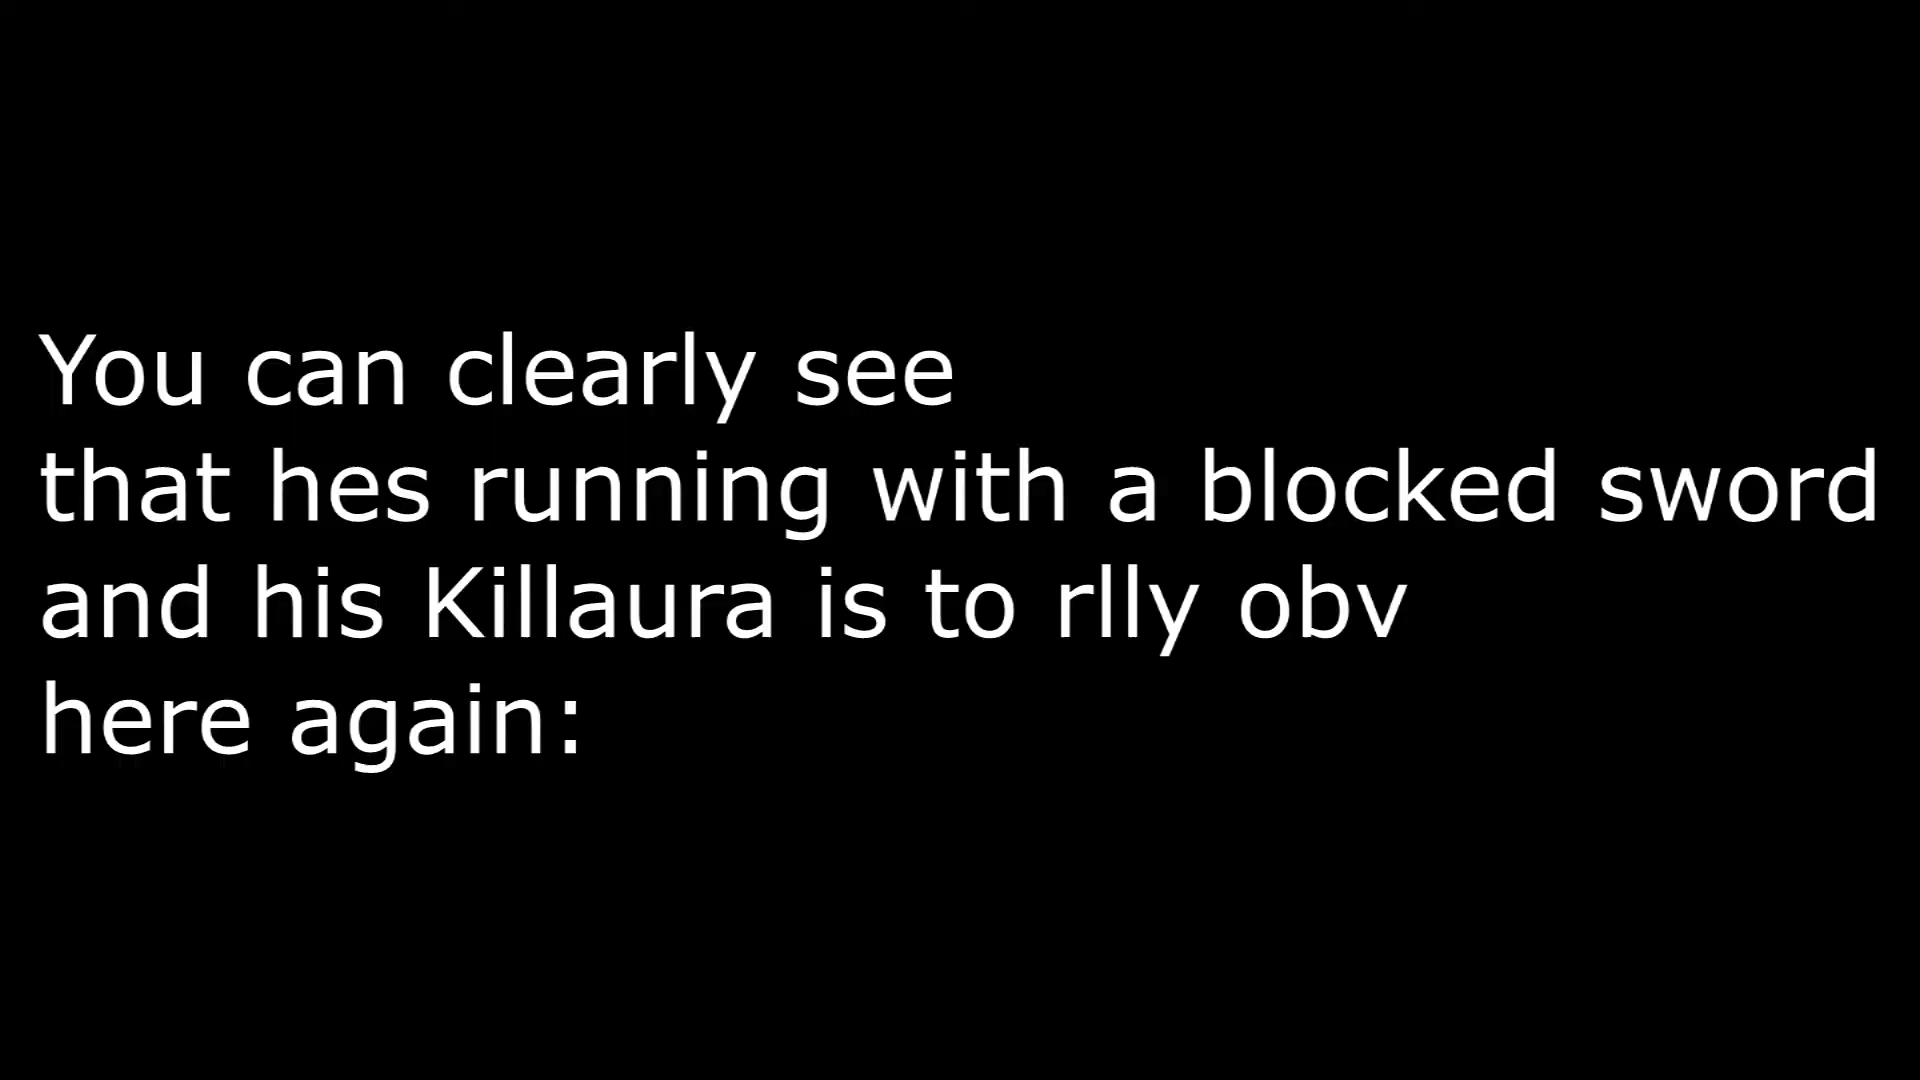 You can clearly see
that hes running with a blocked sword
and his Killaura is to rlly obv
here again: